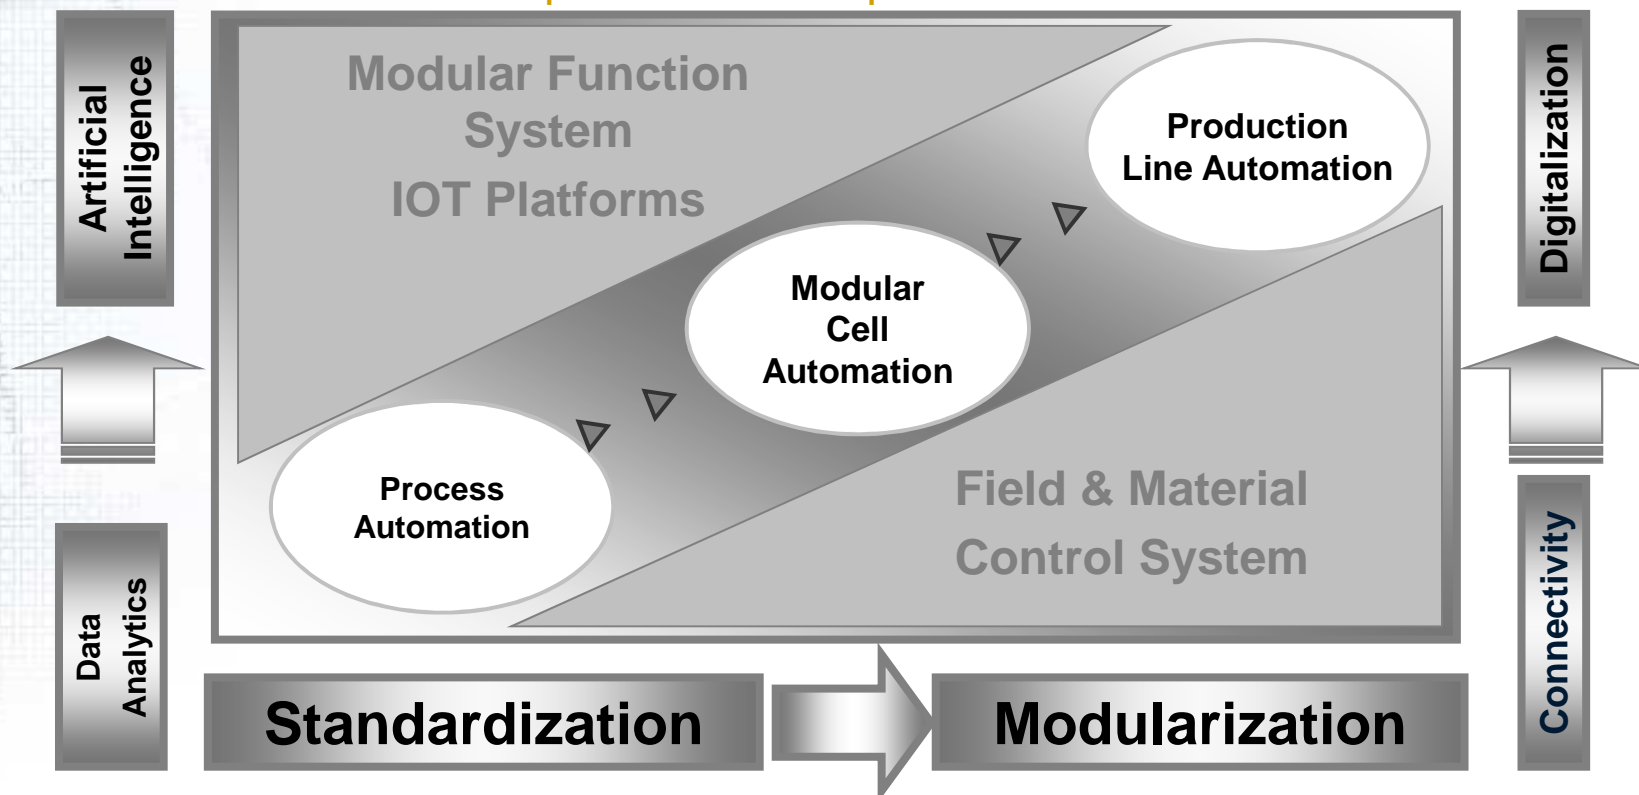 Artificial
Intelligence
Modular Function
System
IOT Platforms
Production
Line Automation
Digitalization
Modular
Cell
Automation
Process
Automation
Field & Material
Control System
Data
Analytics
Connectivity
Standardization
Modularization